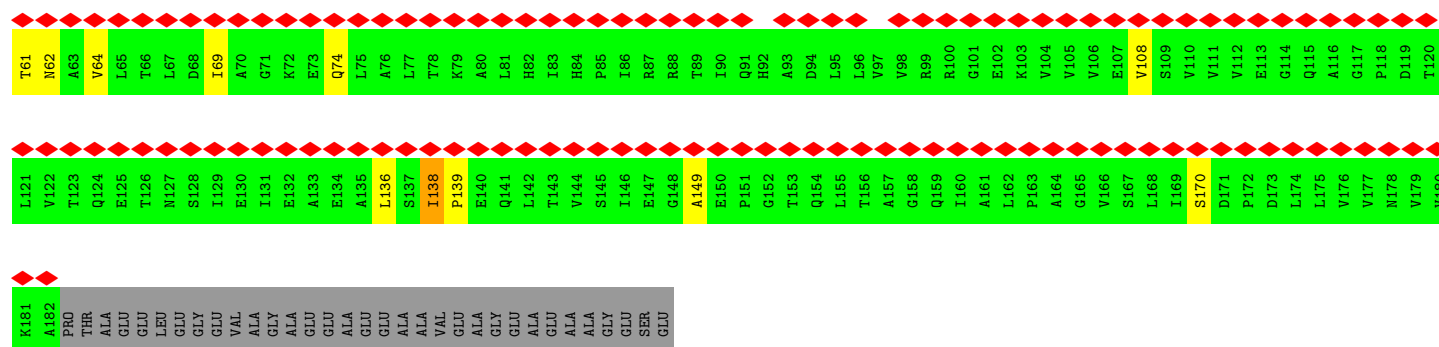 T61 N62 A63 V64 L65 T66 L67 D68 I69 A70 G71 K72 E73 Q74 L75 A76 L77 T78 K79 A80 L81 H82 I83 H84 P85 I86 R87 R88 T89 I90 Q91 H92 A93 D94 L95 L96 V97 V98 R99 R100 G101 E102 K103 V104 V105 V106 E107 V108 S109 V110 V111 V112 E113 G114 Q115 A116 G117 P118 D119 T120
L121 V122 T123 Q124 E125 T126 N127 S128 I129 E130 I131 E132 A133 E134 A135 L136 S137 I138 P139 E140 Q141 L142 T143 V144 S145 I146 E147 G148 A149 E150 P151 G152 T153 Q154 L155 T156 A157 G158 Q159 I160 A161 L162 P163 A164 G165 V166 S167 L168 I169 S170 D171 P172 D173 L174 L175 V176 V177 N178 V179
K181 A182 PRO THR ALA GLU GLU LEU GLU GLY GLU VAL ALA GLY ALA GLU GLU ALA GLU GLU ALA ALA VAL GLU ALA GLY GLU ALA GLU ALA ALA GLY GLU SER GLU